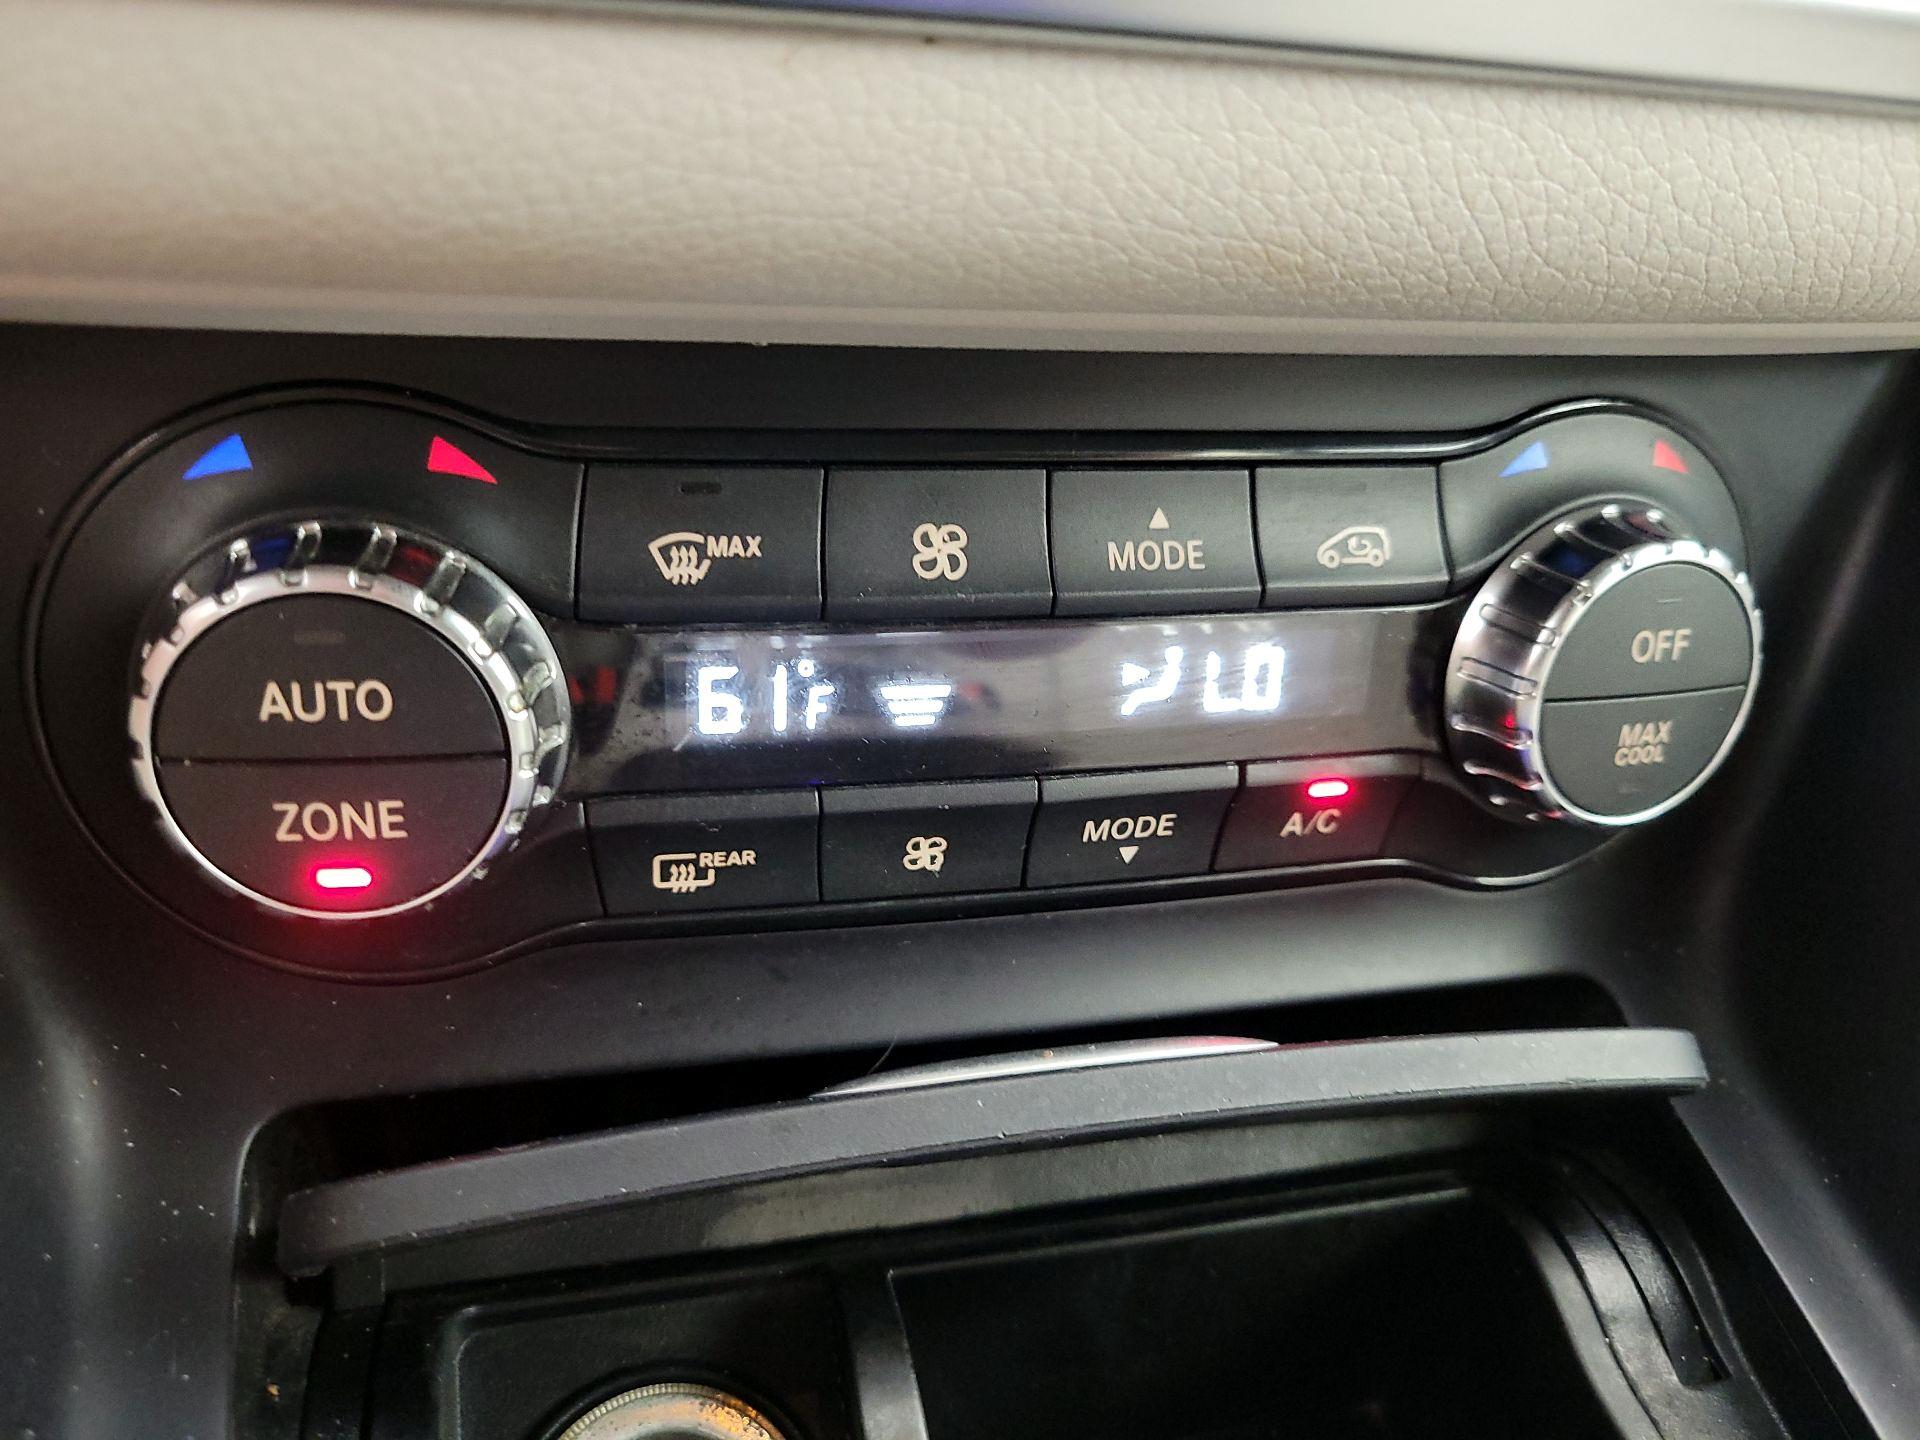 MAX
MODE
OFF
AUTO
61°F
LO
MAX
COOL
ZONE
REAR
MODE
A/C